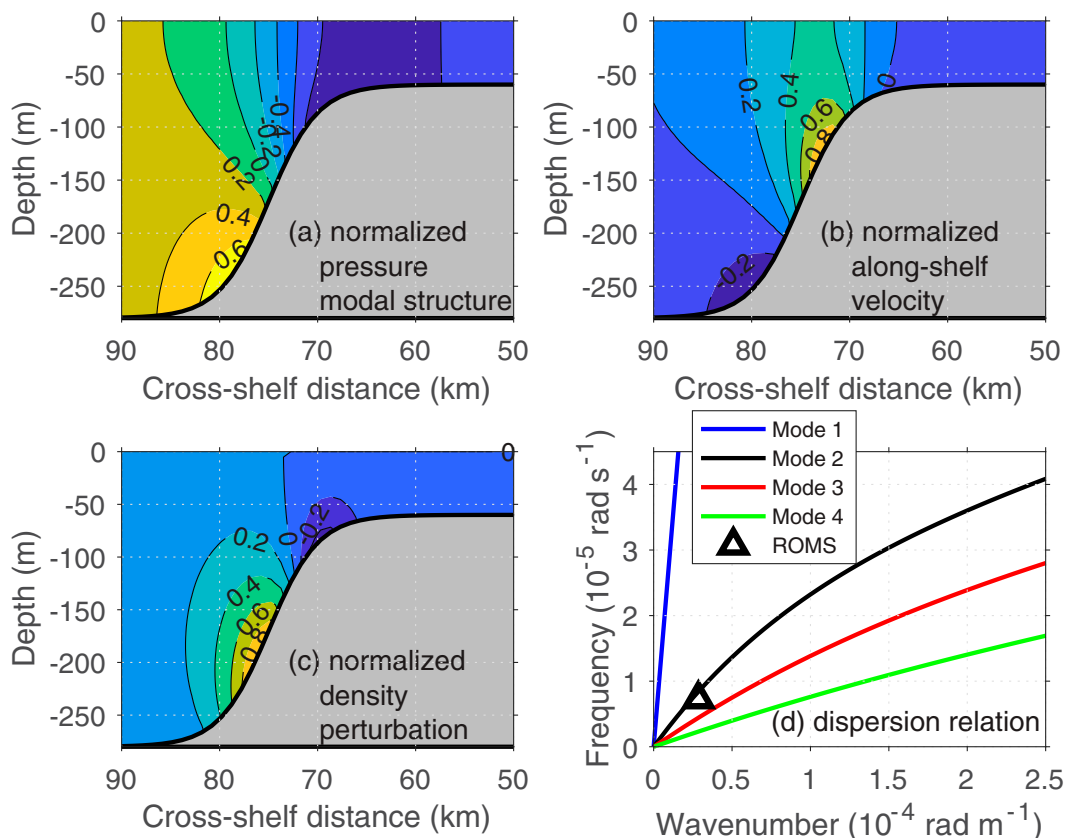 0
-50
-100
-150
-200
-250
Depth (m)
90
80
70
60
50
Cross-shelf distance (km)
0.2
0
-0.2
-0.4
0.4
0.6
(a) normalized
pressure
modal structure
0
-50
-100
-150
-200
-250
Depth (m)
90
80
70
60
50
Cross-shelf distance (km)
0.2
0.4
0
0.6
0.8
-0.2
(b) normalized
along-shelf
velocity
0
-50
-100
-150
-200
-250
Depth (m)
90
80
70
60
50
Cross-shelf distance (km)
0
0.2
0
-0.2
0.4
0.6
0.8
(c) normalized
density
perturbation
Mode 1
Mode 2
Mode 3
Mode 4
ROMS
4
3
2
1
0
Frequency (10⁻⁵ rad s⁻¹)
(d) dispersion relation
0
0.5
1
1.5
2
2.5
Wavenumber (10⁻⁴ rad m⁻¹)